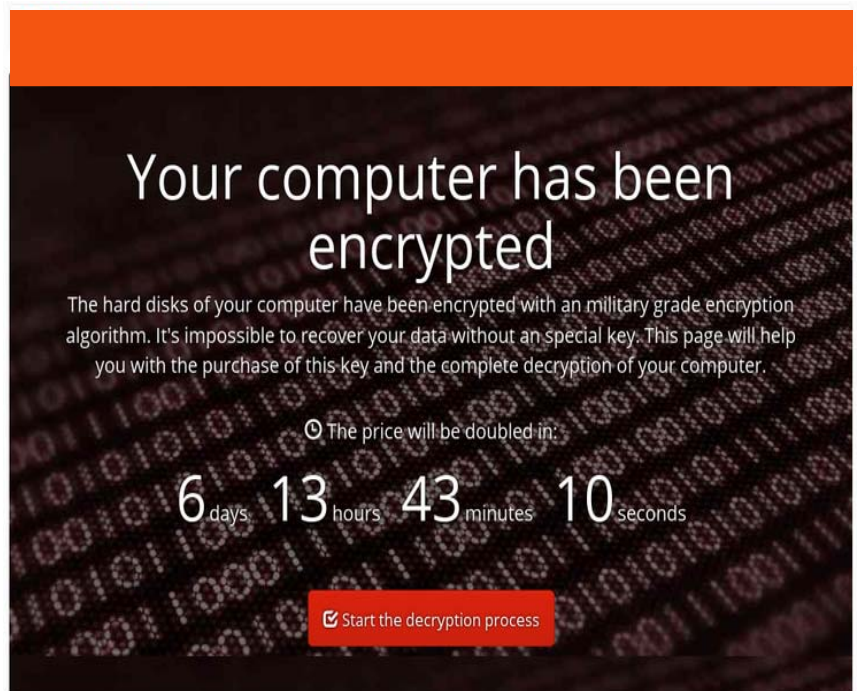 Your computer has been
encrypted
The hard disks of your computer have been encrypted with an military grade encryption
algorithm. It's impossible to recover your data without an special key. This page will help
you with the purchase of this key and the complete decryption of your computer.
The price will be doubled in:
6 days 13 hours 43 minutes 10 seconds
Start the decryption process